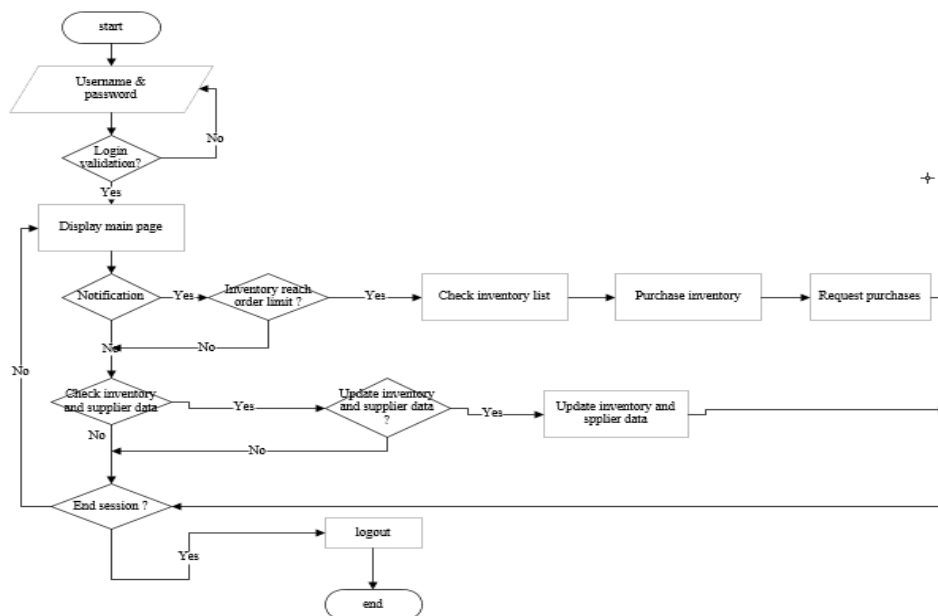 start
Username &
password
No
Login
validation?
Yes
Display main page
Notification
Yes
Inventory reach
order limit ?
Yes
Check inventory list
Purchase inventory
Request purchases
No
No
No
Check inventory
and supplier data
Yes
Update inventory
and supplier data
?
Yes
Update inventory and
spplier data
No
No
End session ?
logout
Yes
end